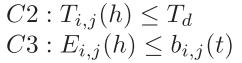 C2 : T_{i,j}(h) ≤ T_d
C3 : E_{i,j}(h) ≤ b_{i,j}(t)